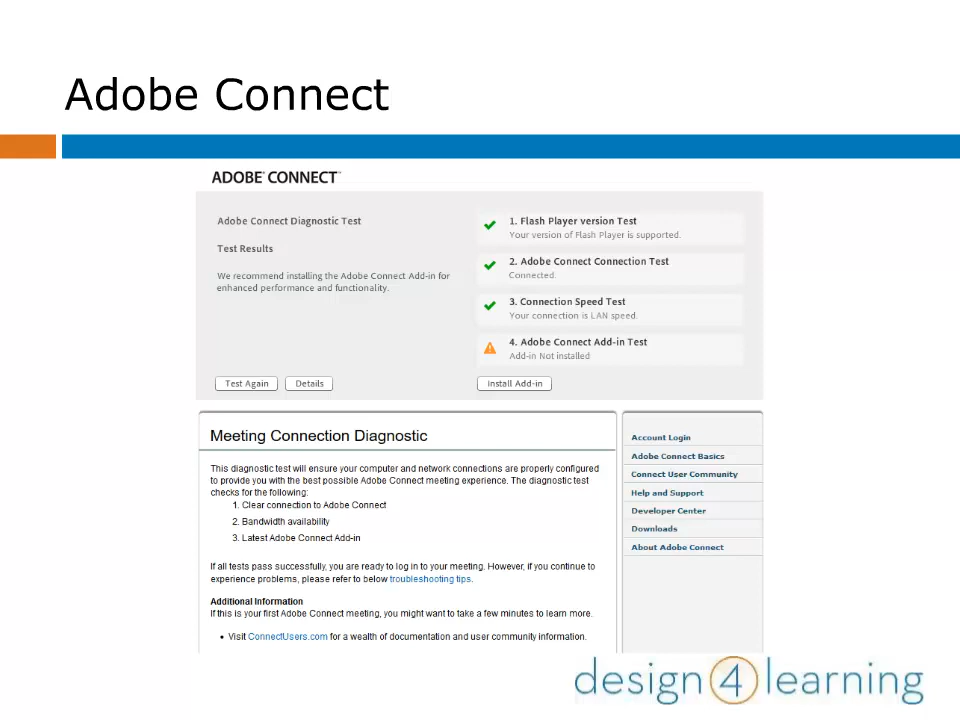 Adobe Connect
ADOBE® CONNECT™
Adobe Connect Diagnostic Test
Test Results
We recommend installing the Adobe Connect Add-in for
enhanced performance and functionality.
Test Again
Details
1. Flash Player version Test
Your version of Flash Player is supported.
2. Adobe Connect Connection Test
Connected.
3. Connection Speed Test
Your connection is LAN speed.
4. Adobe Connect Add-in Test
Add-in Not installed
Install Add-in
Meeting Connection Diagnostic
This diagnostic test will ensure your computer and network connections are properly configured
to provide you with the best possible Adobe Connect meeting experience. The diagnostic test
checks for the following:
1. Clear connection to Adobe Connect
2. Bandwidth availability
3. Latest Adobe Connect Add-in
If all tests pass successfully, you are ready to log in to your meeting. However, if you continue to
experience problems, please refer to below troubleshooting tips.
Additional Information
If this is your first Adobe Connect meeting, you might want to take a few minutes to learn more.
• Visit ConnectUsers.com for a wealth of documentation and user community information.
Account Login
Adobe Connect Basics
Connect User Community
Help and Support
Developer Center
Downloads
About Adobe Connect
design 4 learning